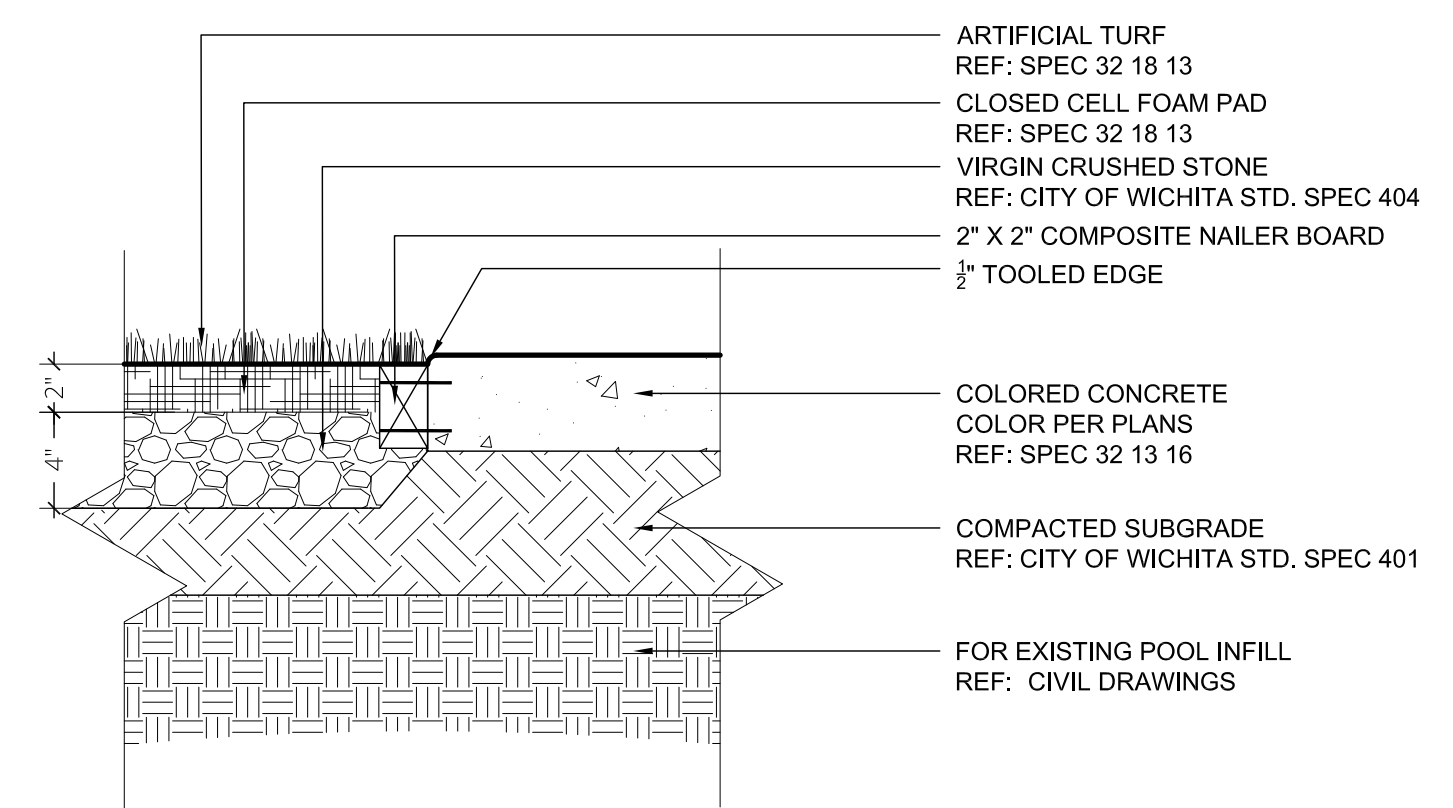 ARTIFICIAL TURF
REF: SPEC 32 18 13
CLOSED CELL FOAM PAD
REF: SPEC 32 18 13
VIRGIN CRUSHED STONE
REF: CITY OF WICHITA STD. SPEC 404
2" X 2" COMPOSITE NAILER BOARD
½" TOOLED EDGE
2"
4"
COLORED CONCRETE
COLOR PER PLANS
REF: SPEC 32 13 16
COMPACTED SUBGRADE
REF: CITY OF WICHITA STD. SPEC 401
FOR EXISTING POOL INFILL
REF: CIVIL DRAWINGS